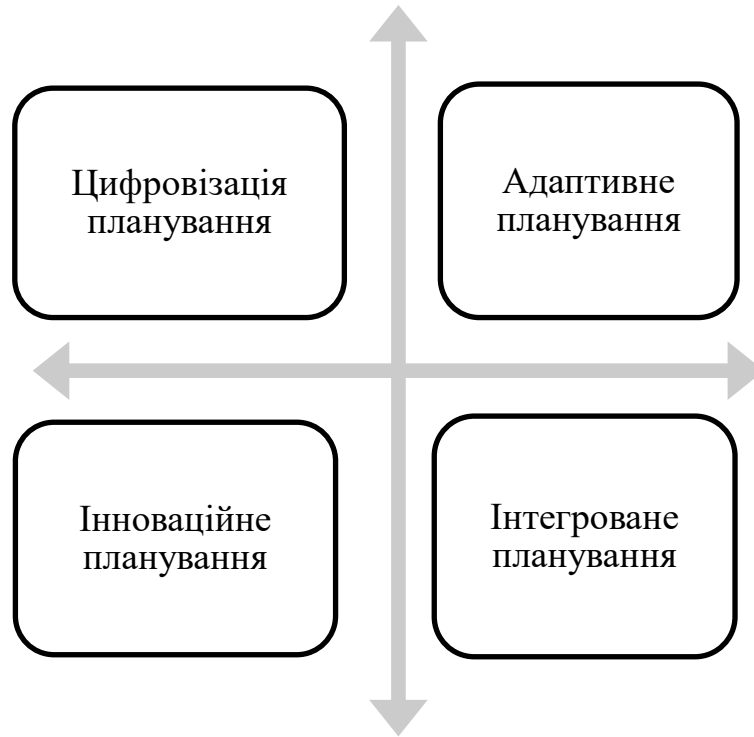 Цифровізація
планування
Адаптивне
планування
Інноваційне
планування
Інтегроване
планування